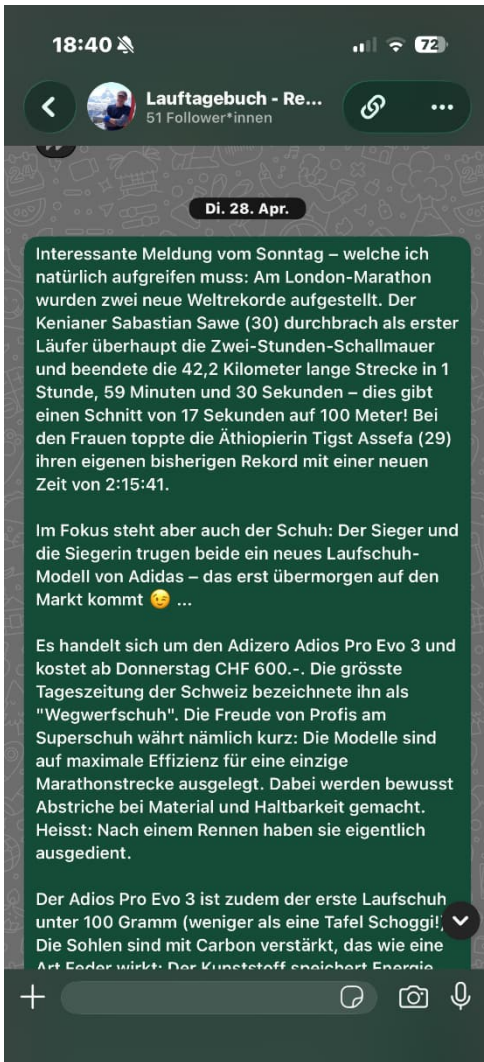 18:40
72
Lauftagebuch - Re...
51 Follower*innen
Di. 28. Apr.
Interessante Meldung vom Sonntag – welche ich
natürlich aufgreifen muss: Am London-Marathon
wurden zwei neue Weltrekorde aufgestellt. Der
Kenianer Sabastian Sawe (30) durchbrach als erster
Läufer überhaupt die Zwei-Stunden-Schallmauer
und beendete die 42,2 Kilometer lange Strecke in 1
Stunde, 59 Minuten und 30 Sekunden – dies gibt
einen Schnitt von 17 Sekunden auf 100 Meter! Bei
den Frauen toppte die Äthiopierin Tigst Assefa (29)
ihren eigenen bisherigen Rekord mit einer neuen
Zeit von 2:15:41.
Im Fokus steht aber auch der Schuh: Der Sieger und
die Siegerin trugen beide ein neues Laufschuh-
Modell von Adidas – das erst übermorgen auf den
Markt kommt 😉 ...
Es handelt sich um den Adizero Adios Pro Evo 3 und
kostet ab Donnerstag CHF 600.-. Die grösste
Tageszeitung der Schweiz bezeichnete ihn als
"Wegwerfschuh". Die Freude von Profis am
Superschuh währt nämlich kurz: Die Modelle sind
auf maximale Effizienz für eine einzige
Marathonstrecke ausgelegt. Dabei werden bewusst
Abstriche bei Material und Haltbarkeit gemacht.
Heisst: Nach einem Rennen haben sie eigentlich
ausgedient.
Der Adios Pro Evo 3 ist zudem der erste Laufschuh
unter 100 Gramm (weniger als eine Tafel Schoggi!)
Die Sohlen sind mit Carbon verstärkt, das wie eine
Art Feder wirkt: Der Kunststoff speichert Energie